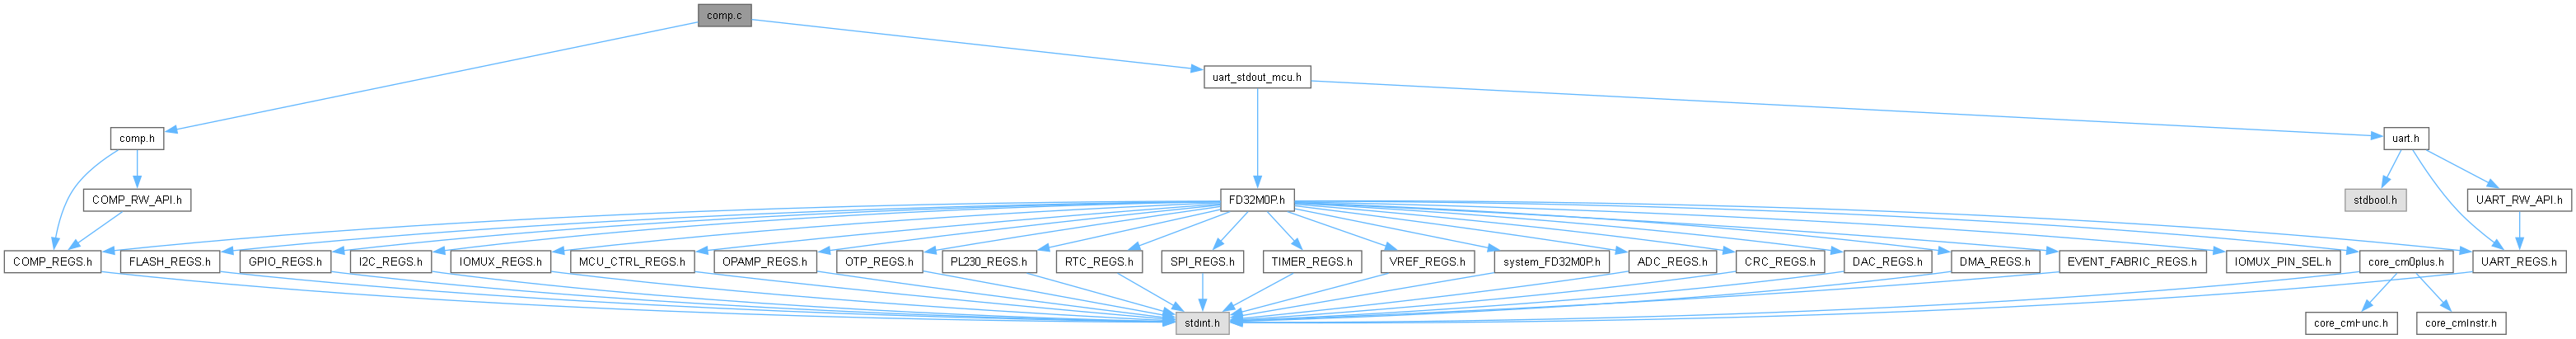 comp.c
uart_stdout_mcu.h
comp.h
uart.h
COMP_RW_API.h
FD32M0P.h
stdbool.h
UART_RW_API.h
COMP_REGS.h
FLASH_REGS.h
GPIO_REGS.h
I2C_REGS.h
IOMUX_REGS.h
MCU_CTRL_REGS.h
OPAMP_REGS.h
OTP_REGS.h
PL230_REGS.h
RTC_REGS.h
SPI_REGS.h
TIMER_REGS.h
VREF_REGS.h
system_FD32M0P.h
ADC_REGS.h
CRC_REGS.h
DAC_REGS.h
DMA_REGS.h
EVENT_FABRIC_REGS.h
IOMUX_PIN_SEL.h
core_cm0plus.h
UART_REGS.h
stdint.h
core_cmFunc.h
core_cmInstr.h